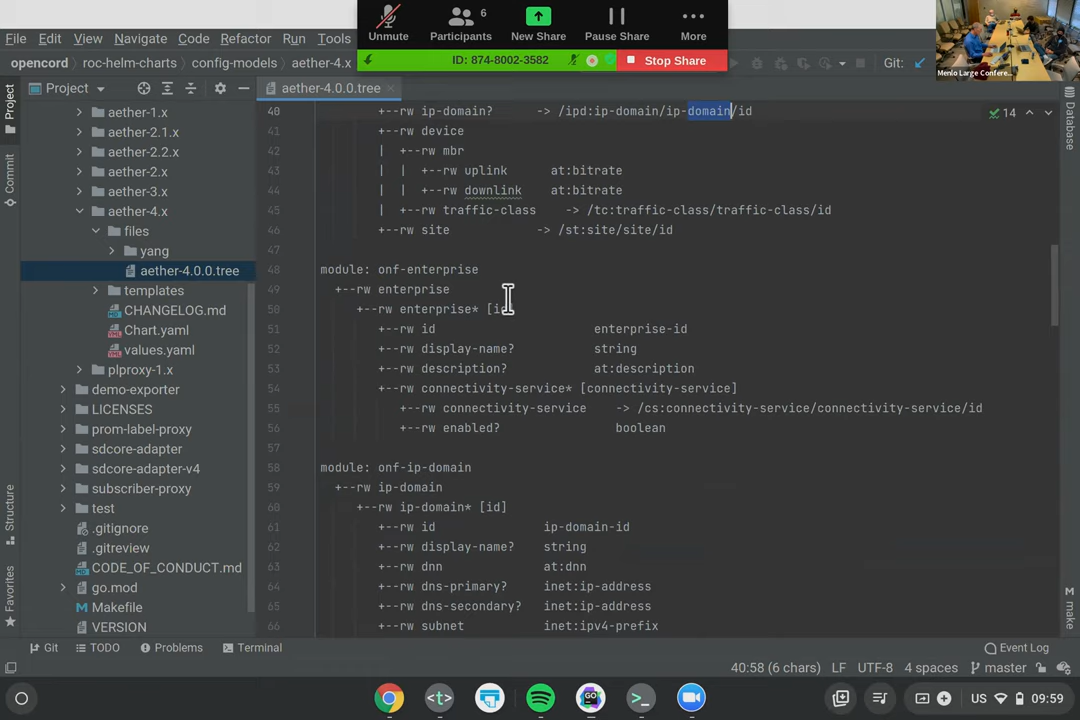 6
Unmute
Participants
New Share
Pause Share
More
ID: 874-8002-3582
Stop Share
Menlo Large Confere...
File Edit View Navigate Code Refactor Run Tools
opencord roc-helm-charts config-models aether-4.x
Git:
Project
aether-4.0.0.tree
Project
Commit
Structure
Favorites
aether-1.x
aether-2.1.x
aether-2.2.x
aether-2.x
aether-3.x
aether-4.x
files
yang
aether-4.0.0.tree
templates
CHANGELOG.md
Chart.yaml
values.yaml
plproxy-1.x
demo-exporter
LICENSES
prom-label-proxy
sdcore-adapter
sdcore-adapter-v4
subscriber-proxy
test
.gitignore
.gitreview
CODE_OF_CONDUCT.md
go.mod
Makefile
VERSION
14
40 +--rw ip-domain? -> /ipd:ip-domain/ip-domain/id
41 +--rw device
42 | +--rw mbr
43 | | +--rw uplink at:bitrate
44 | | +--rw downlink at:bitrate
45 | +--rw traffic-class -> /tc:traffic-class/traffic-class/id
46 +--rw site -> /st:site/site/id
47
48 module: onf-enterprise
49 +--rw enterprise
50 +--rw enterprise* [id]
51 +--rw id enterprise-id
52 +--rw display-name? string
53 +--rw description? at:description
54 +--rw connectivity-service* [connectivity-service]
55 +--rw connectivity-service -> /cs:connectivity-service/connectivity-service/id
56 +--rw enabled? boolean
57
58 module: onf-ip-domain
59 +--rw ip-domain
60 +--rw ip-domain* [id]
61 +--rw id ip-domain-id
62 +--rw display-name? string
63 +--rw dnn at:dnn
64 +--rw dns-primary? inet:ip-address
65 +--rw dns-secondary? inet:ip-address
66 +--rw subnet inet:ipv4-prefix
Database
make
Git TODO Problems Terminal
Event Log
40:58 (6 chars) LF UTF-8 4 spaces master
US 09:59